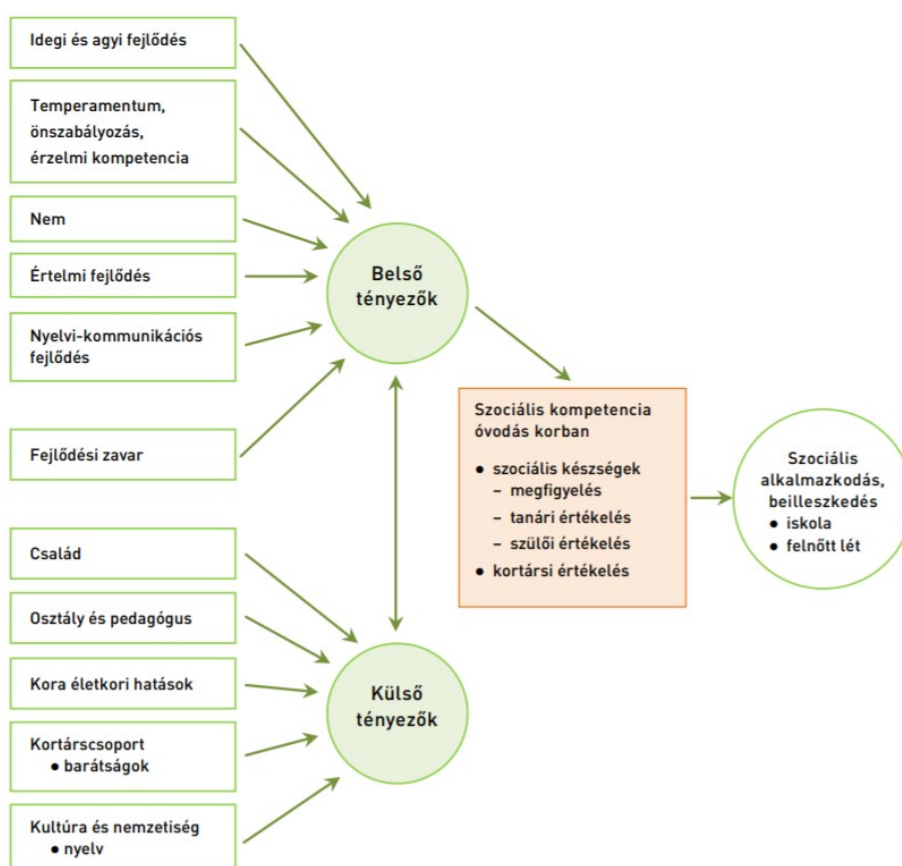 Idegi és agyi fejlődés
Temperamentum,
önszabályozás,
érzelmi kompetencia
Nem
Értelmi fejlődés
Nyelvi-kommunikációs
fejlődés
Fejlődési zavar
Belső
tényezők
Szociális kompetencia
óvodás korban
● szociális készségek
– megfigyelés
– tanári értékelés
– szülői értékelés
● kortársi értékelés
Szociális
alkalmazkodás,
beilleszkedés
● iskola
● felnőtt lét
Család
Osztály és pedagógus
Kora életkori hatások
Kortárscsoport
● barátságok
Kultúra és nemzetiség
● nyelv
Külső
tényezők